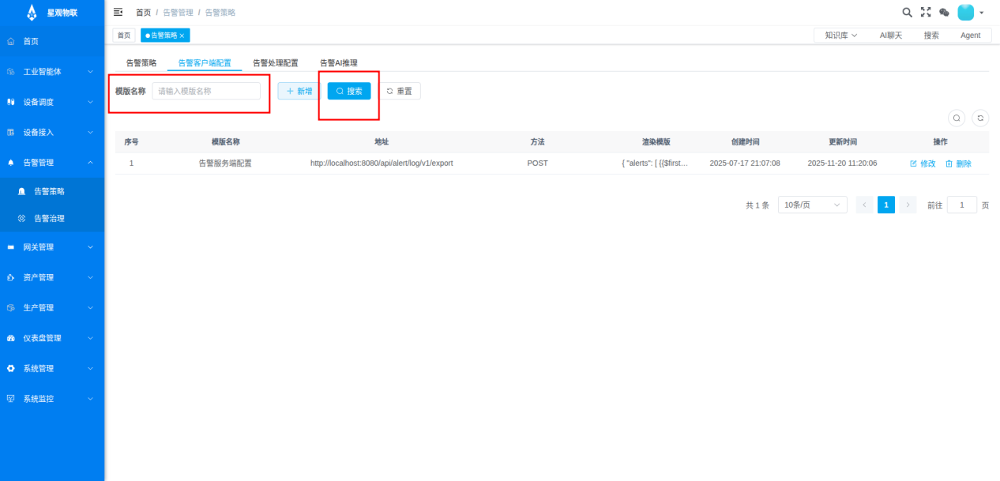 星观物联
首页 / 告警管理 / 告警策略
首页
告警策略 ×
知识库
AI聊天
搜索
Agent
首页
工业智能体
设备调度
设备接入
告警管理
告警策略
告警治理
网关管理
资产管理
生产管理
仪表盘管理
系统管理
系统监控
告警策略 告警客户端配置 告警处理配置 告警AI推理
模版名称 请输入模版名称 + 新增 搜索 重置
序号 模版名称 地址 方法 渲染模版 创建时间 更新时间 操作
1 告警服务端配置 http://localhost:8080/api/alert/log/v1/export POST { "alerts": [ {{$first… 2025-07-17 21:07:08 2025-11-20 11:20:06 修改 删除
共 1 条 10条/页 1 前往 1 页